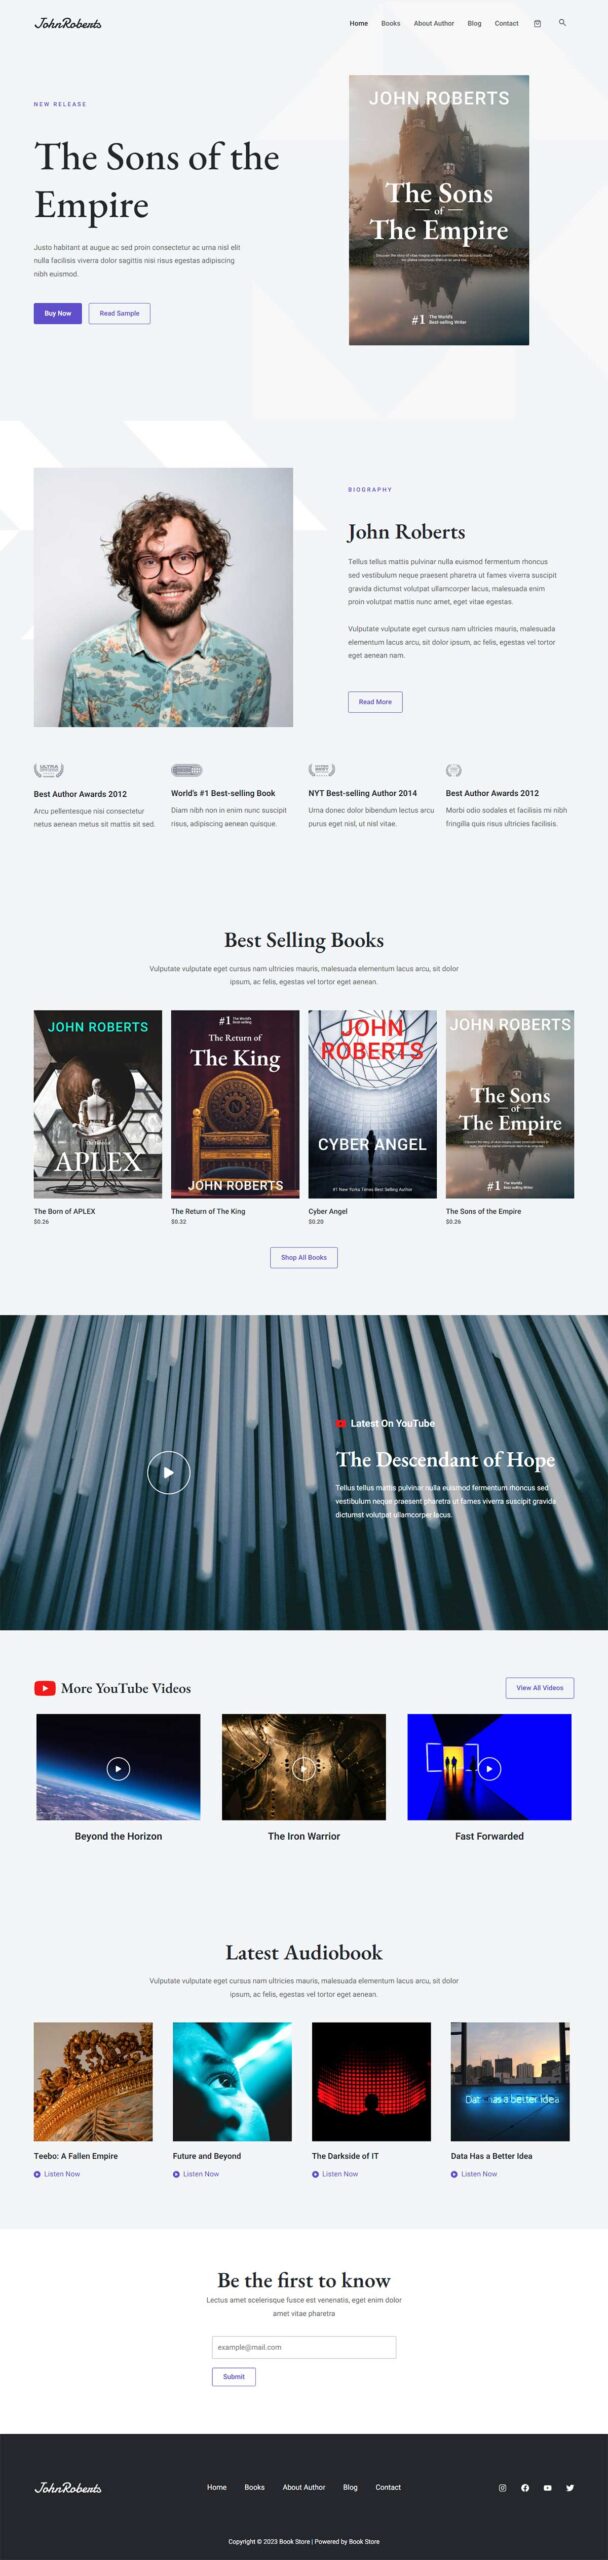 JohnRoberts
Home Books About Author Blog Contact
NEW RELEASE
The Sons of the
Empire
Justo habitant at augue ac sed proin consectetur ac urna nisl elit
nulla facilisis viverra dolor sagittis nisi risus egestas adipiscing
nibh euismod.
Buy Now Read Sample
JOHN ROBERTS
The Sons
of
The Empire
#1 The World's
Best-selling Writer
BIOGRAPHY
John Roberts
Tellus tellus mattis pulvinar nulla euismod fermentum rhoncus
sed vestibulum neque praesent pharetra ut fames viverra suscipit
gravida dictumst volutpat ullamcorper lacus, malesuada enim
proin volutpat mattis nunc amet, eget vitae egestas.
Vulputate vulputate eget cursus nam ultricies mauris, malesuada
elementum lacus arcu, sit dolor ipsum, ac felis, egestas vel tortor
eget aenean nam.
Read More
Best Author Awards 2012
Arcu pellentesque nisi consectetur
netus aenean metus sit mattis sit sed.
World's #1 Best-selling Book
Diam nibh non in enim nunc suscipit
risus, adipiscing aenean quisque.
NYT Best-selling Author 2014
Urna donec dolor bibendum lectus arcu
purus eget nisl, ut nisl vitae.
Best Author Awards 2012
Morbi odio sodales et facilisis mi nibh
fringilla quis risus ultricies facilisis.
Best Selling Books
Vulputate vulputate eget cursus nam ultricies mauris, malesuada elementum lacus arcu, sit dolor
ipsum, ac felis, egestas vel tortor eget aenean.
JOHN ROBERTS
APLEX
The Born of APLEX
$0.26
#1 The World's
Best-selling
The Return of
The King
JOHN ROBERTS
The Return of The King
$0.32
JOHN
ROBERTS
CYBER ANGEL
#1 New Yorks Times Best Selling Author
Cyber Angel
$0.20
JOHN ROBERTS
The Sons
of
The Empire
#1 The World's
Best-selling Writer
The Sons of the Empire
$0.26
Shop All Books
Latest On YouTube
The Descendant of Hope
Tellus tellus mattis pulvinar nulla euismod fermentum rhoncus sed
vestibulum neque praesent pharetra ut fames viverra suscipit gravida
dictumst volutpat ullamcorper lacus.
More YouTube Videos
View All Videos
Beyond the Horizon
The Iron Warrior
Fast Forwarded
Latest Audiobook
Vulputate vulputate eget cursus nam ultricies mauris, malesuada elementum lacus arcu, sit dolor
ipsum, ac felis, egestas vel tortor eget aenean.
Teebo: A Fallen Empire
Listen Now
Future and Beyond
Listen Now
The Darkside of IT
Listen Now
has a better idea
Data Has a Better Idea
Listen Now
Be the first to know
Lectus amet scelerisque fusce est venenatis, eget enim dolor
amet vitae pharetra
example@mail.com
Submit
JohnRoberts
Home Books About Author Blog Contact
Copyright © 2023 Book Store | Powered by Book Store